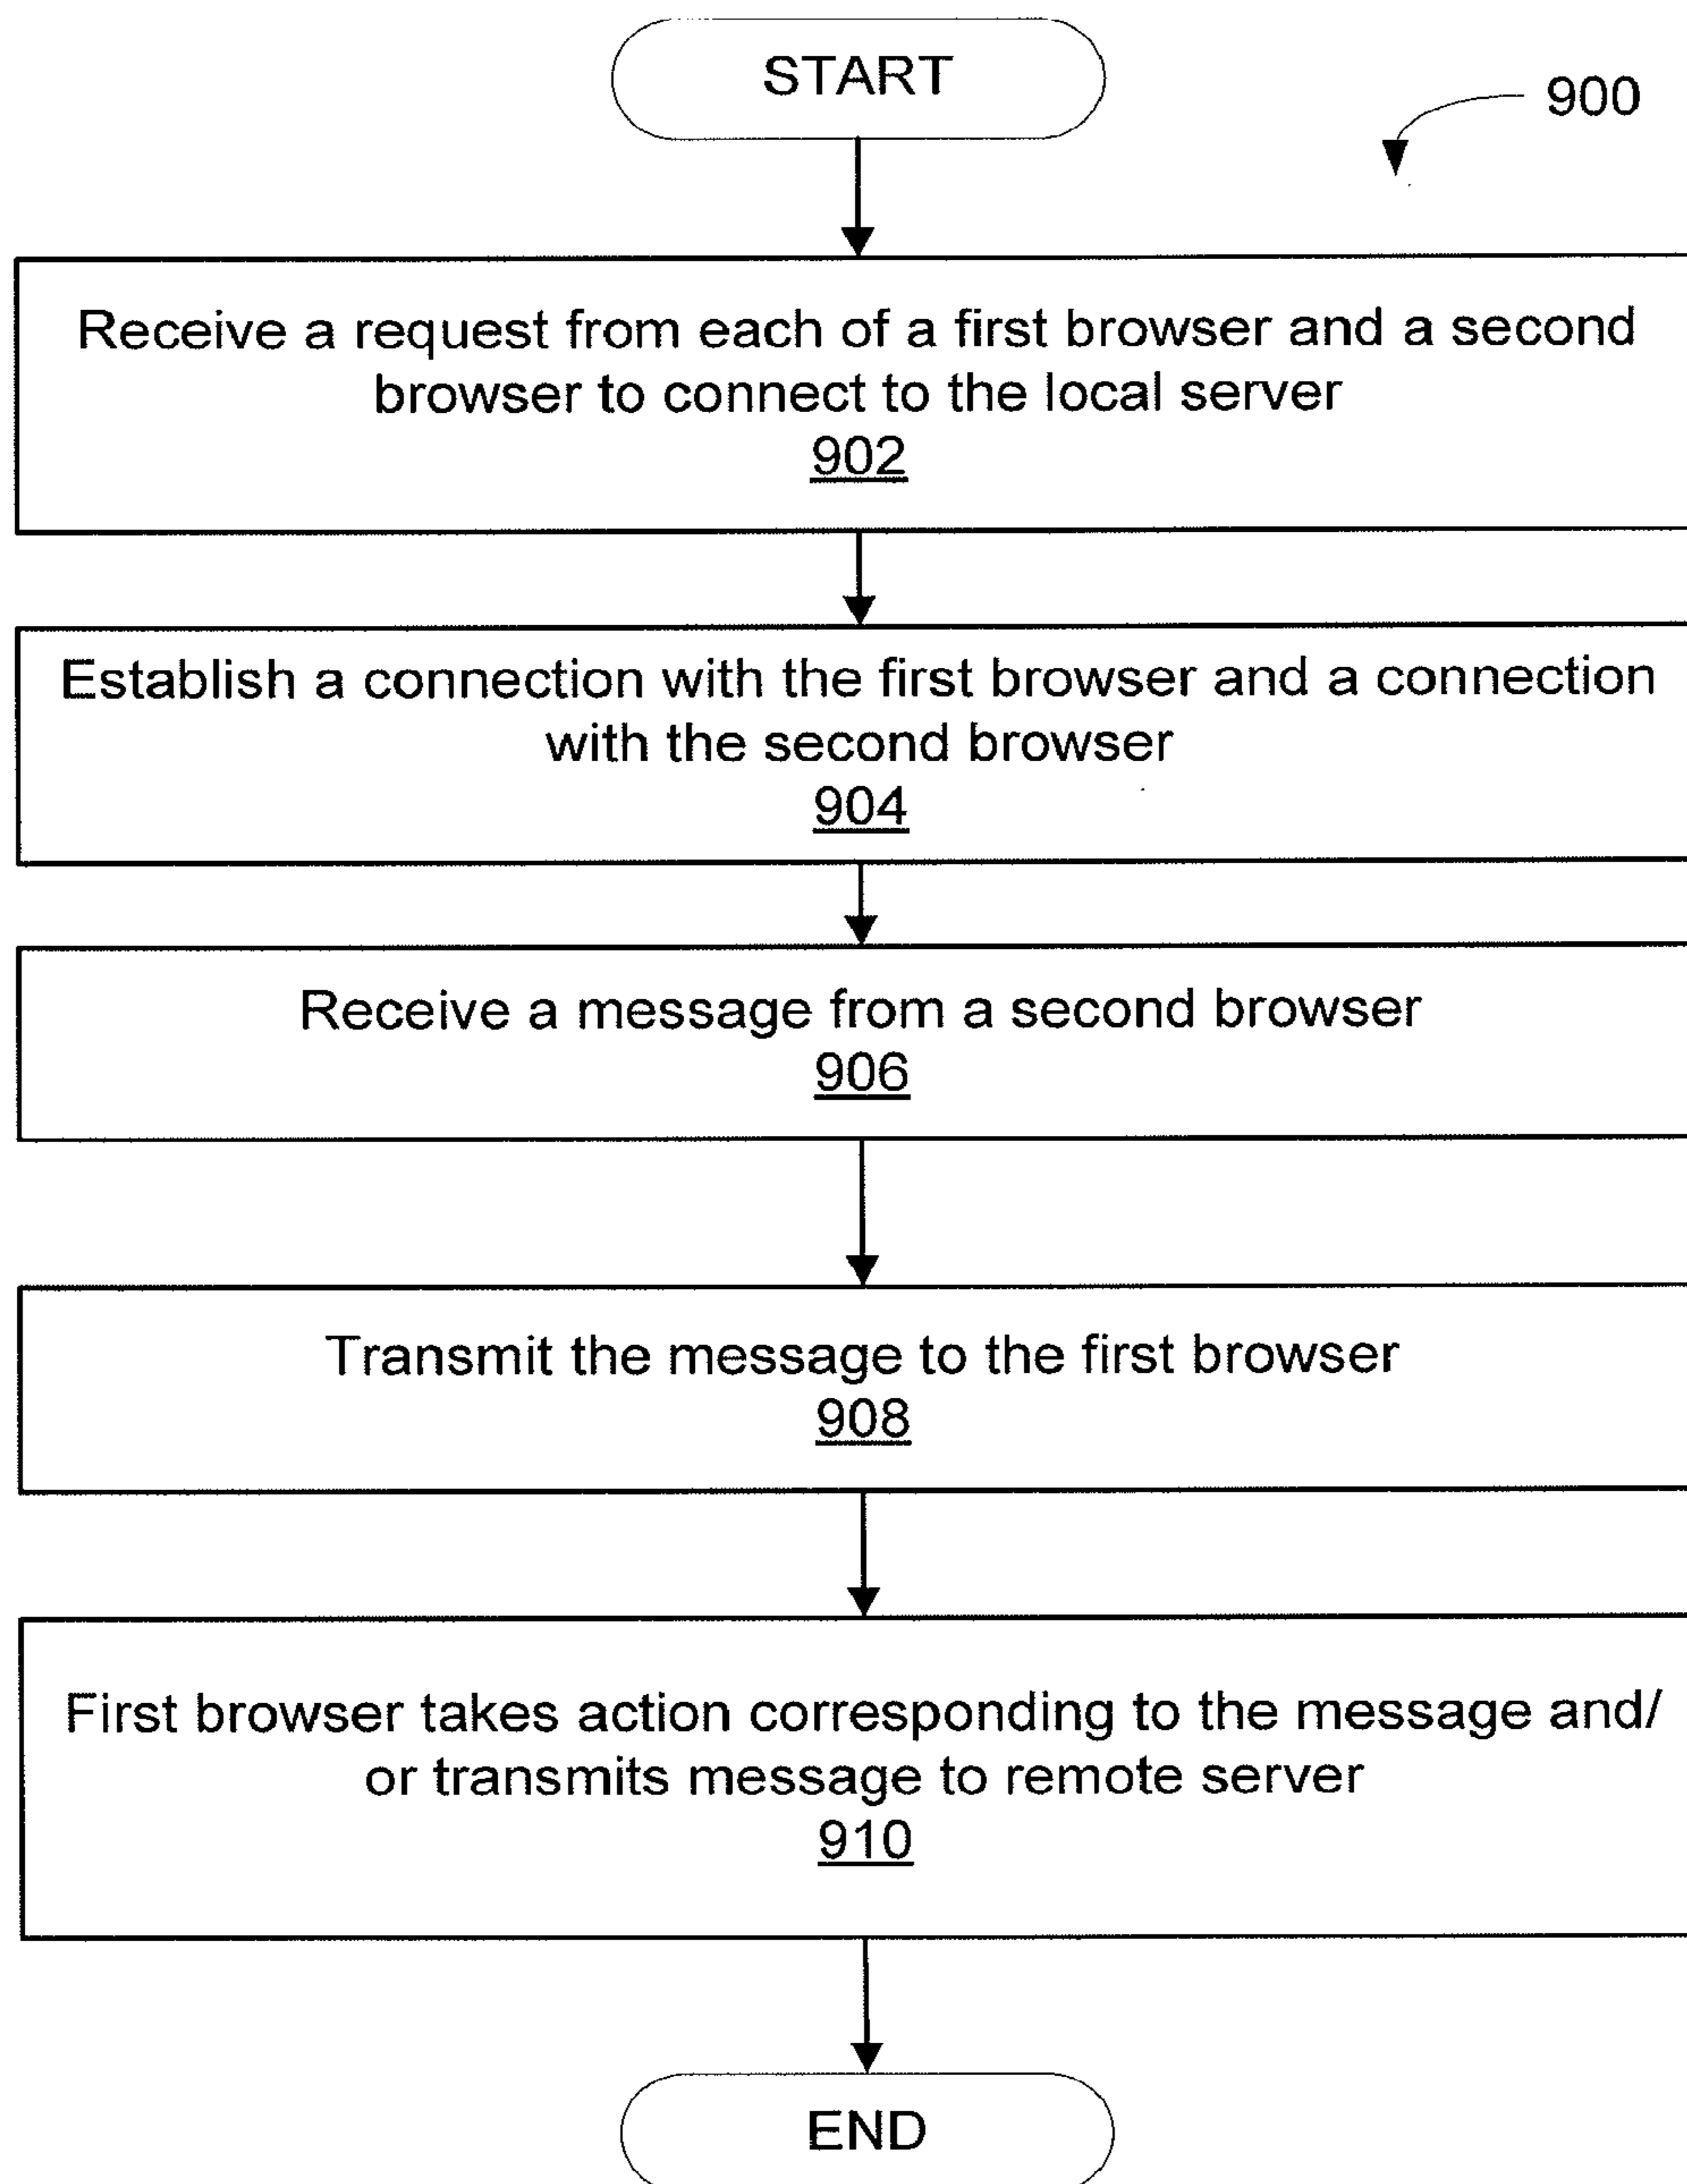 START
900
Receive a request from each of a first browser and a second
browser to connect to the local server
902
Establish a connection with the first browser and a connection
with the second browser
904
Receive a message from a second browser
906
Transmit the message to the first browser
908
First browser takes action corresponding to the message and/
or transmits message to remote server
910
END